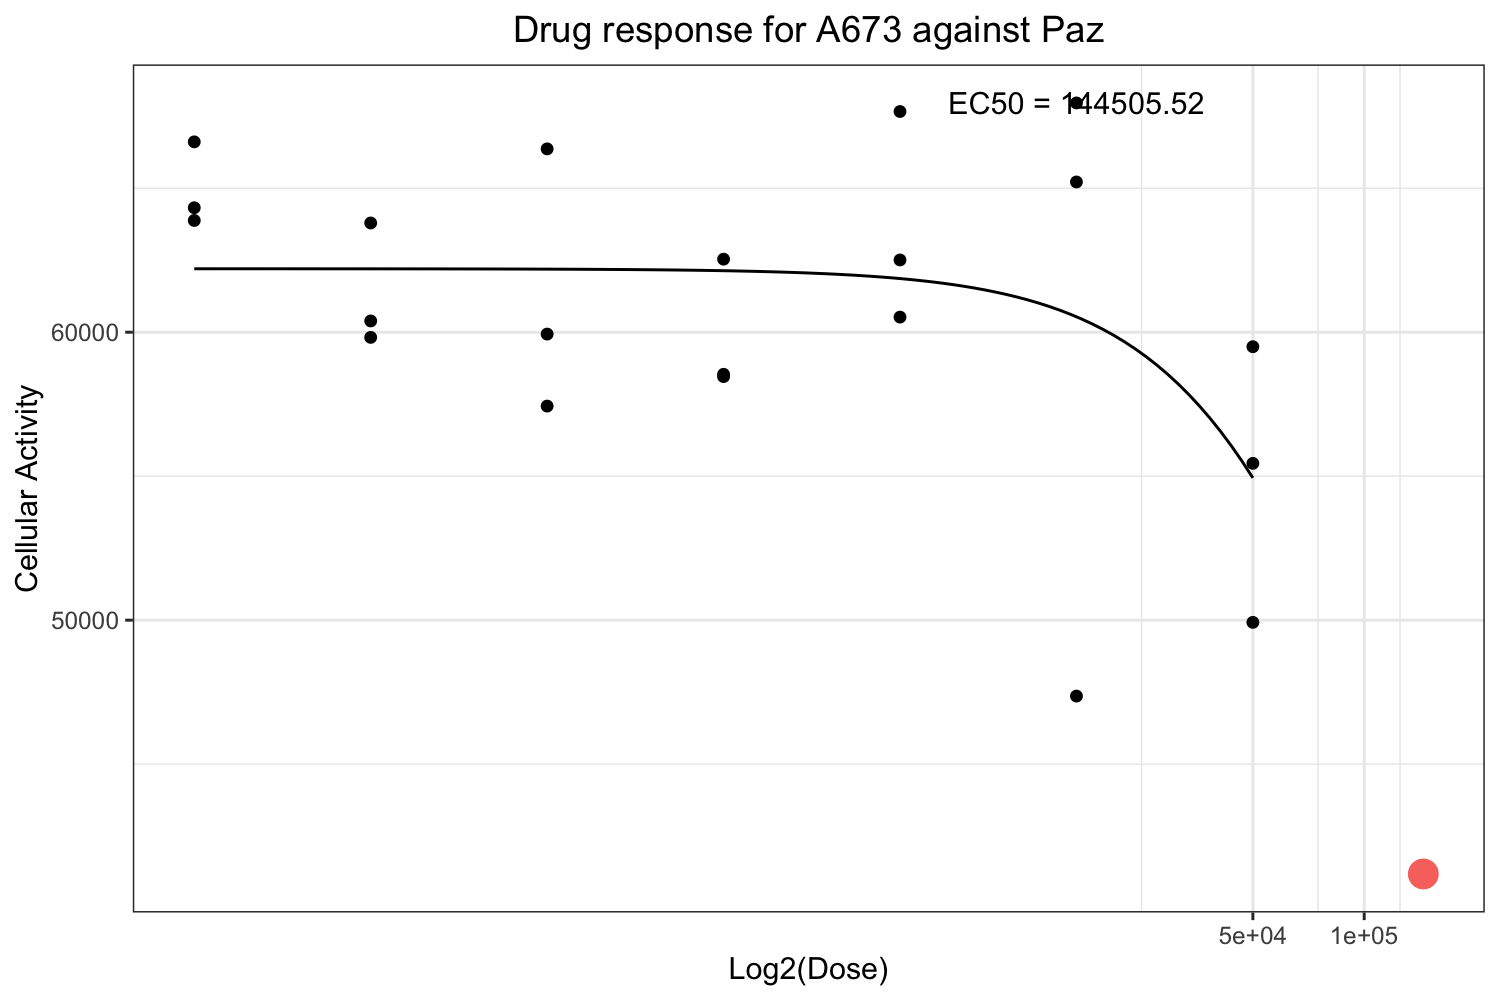 Drug response for A673 against Paz
EC50 = 144505.52
60000
50000
Cellular Activity
5e+04 1e+05
Log2(Dose)